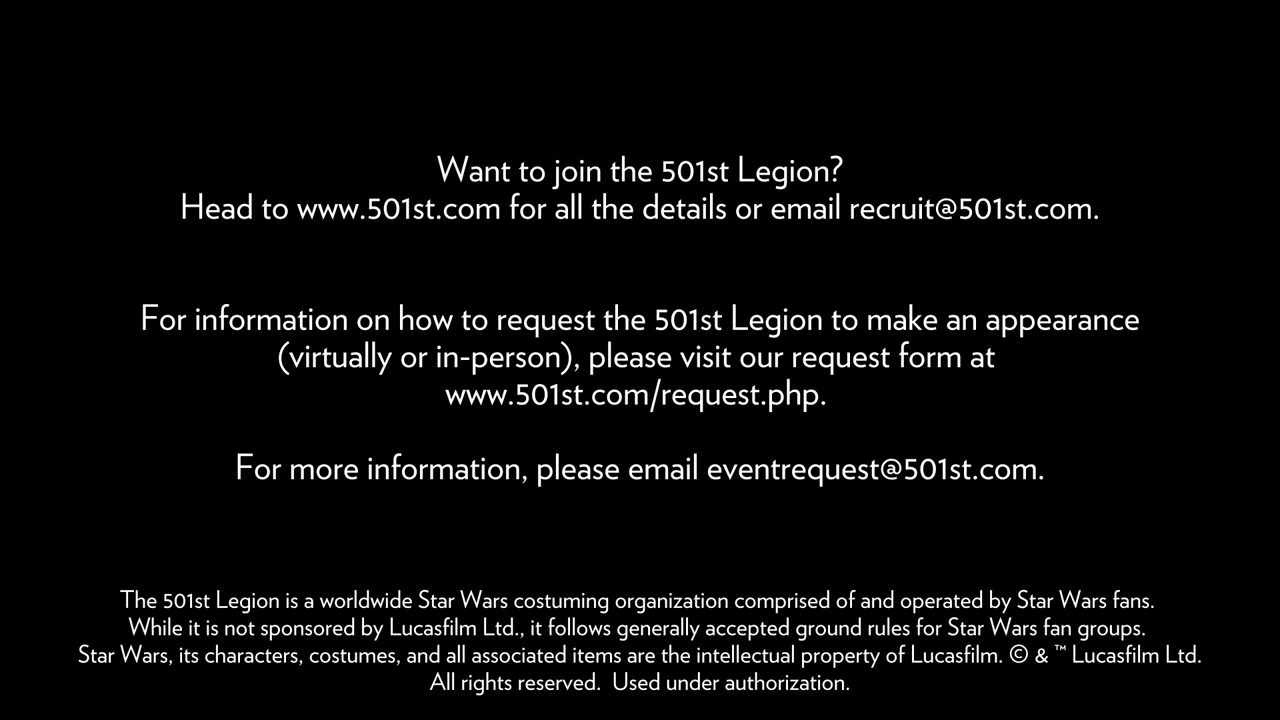 Want to join the 501st Legion?
Head to www.501st.com for all the details or email recruit@501st.com.
For information on how to request the 501st Legion to make an appearance
(virtually or in-person), please visit our request form at
www.501st.com/request.php.
For more information, please email eventrequest@501st.com.
The 501st Legion is a worldwide Star Wars costuming organization comprised of and operated by Star Wars fans.
While it is not sponsored by Lucasfilm Ltd., it follows generally accepted ground rules for Star Wars fan groups.
Star Wars, its characters, costumes, and all associated items are the intellectual property of Lucasfilm. © & ™ Lucasfilm Ltd.
All rights reserved.  Used under authorization.